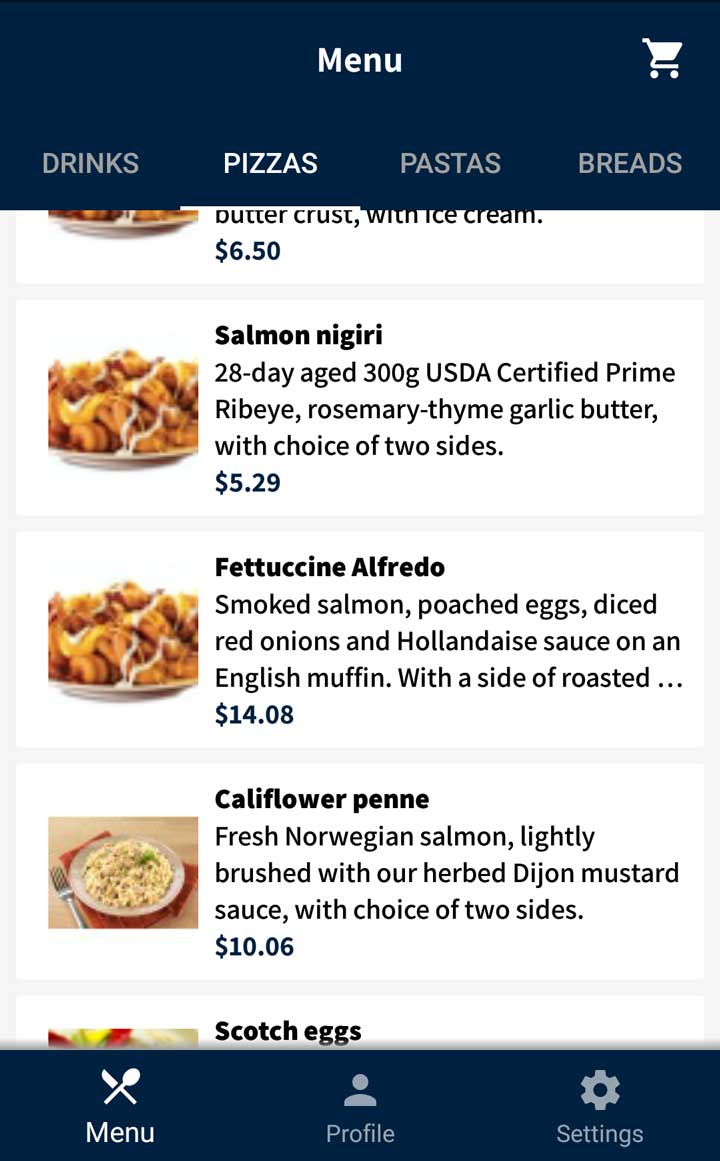 Menu
DRINKS PIZZAS PASTAS BREADS
butter crust, with ice cream.
$6.50
Salmon nigiri
28-day aged 300g USDA Certified Prime
Ribeye, rosemary-thyme garlic butter,
with choice of two sides.
$5.29
Fettuccine Alfredo
Smoked salmon, poached eggs, diced
red onions and Hollandaise sauce on an
English muffin. With a side of roasted …
$14.08
Califlower penne
Fresh Norwegian salmon, lightly
brushed with our herbed Dijon mustard
sauce, with choice of two sides.
$10.06
Scotch eggs
Menu Profile Settings